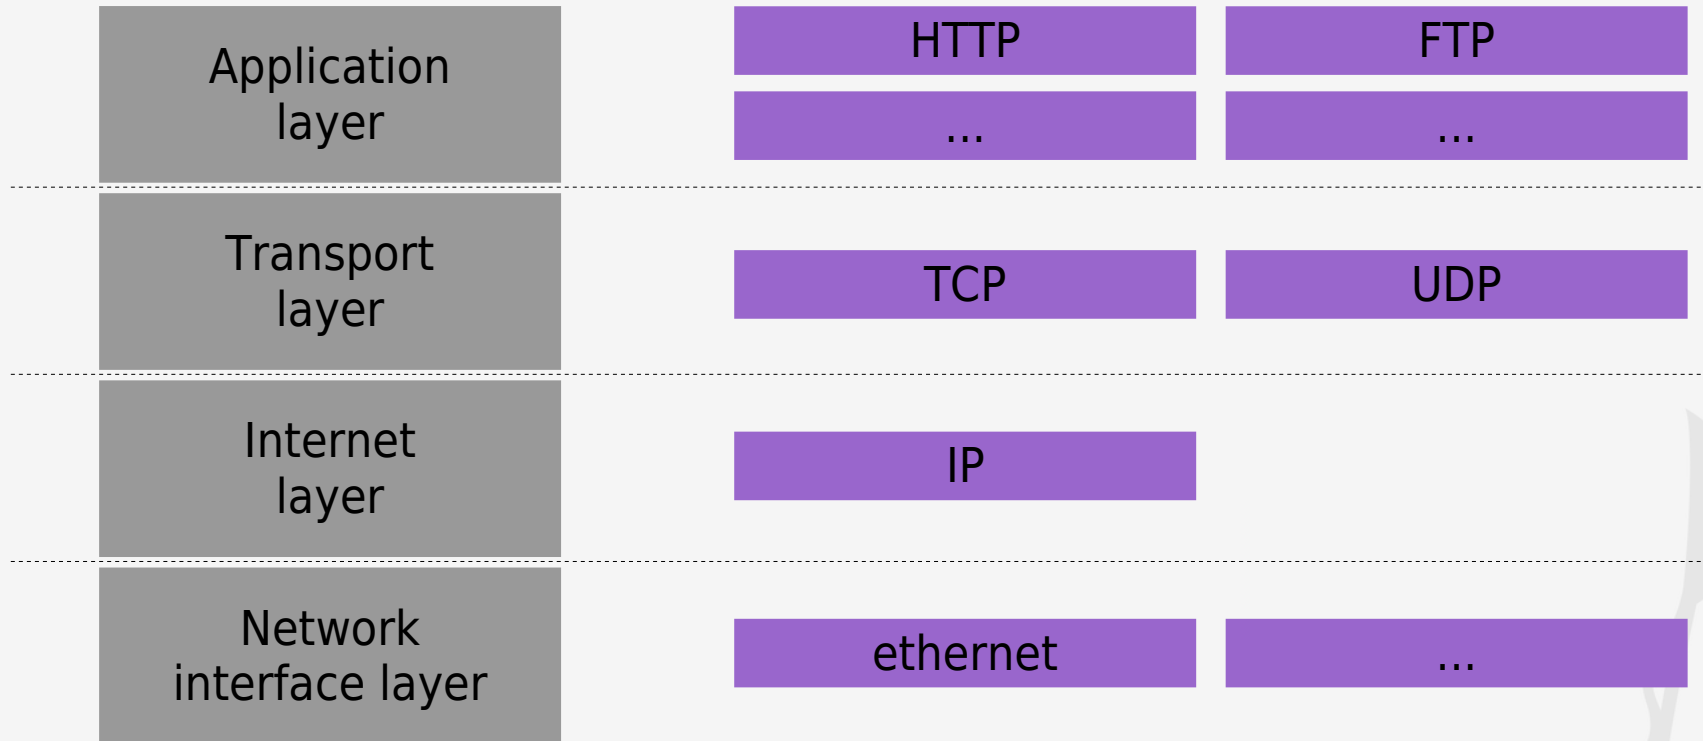 Application
layer
HTTP
FTP
...
...
Transport
layer
TCP
UDP
Internet
layer
IP
Network
interface layer
ethernet
...